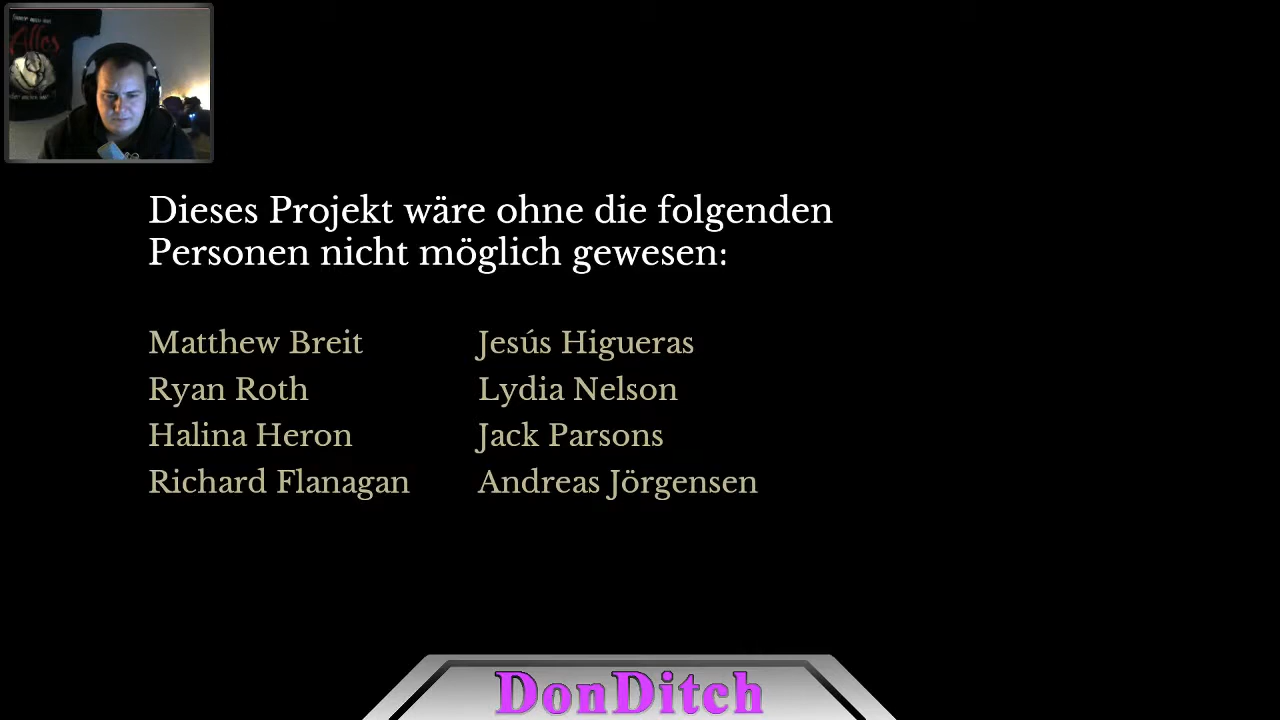 Alles
Dieses Projekt wäre ohne die folgenden
Personen nicht möglich gewesen:
Matthew Breit
Jesús Higueras
Ryan Roth
Lydia Nelson
Halina Heron
Jack Parsons
Richard Flanagan
Andreas Jörgensen
DonDitch